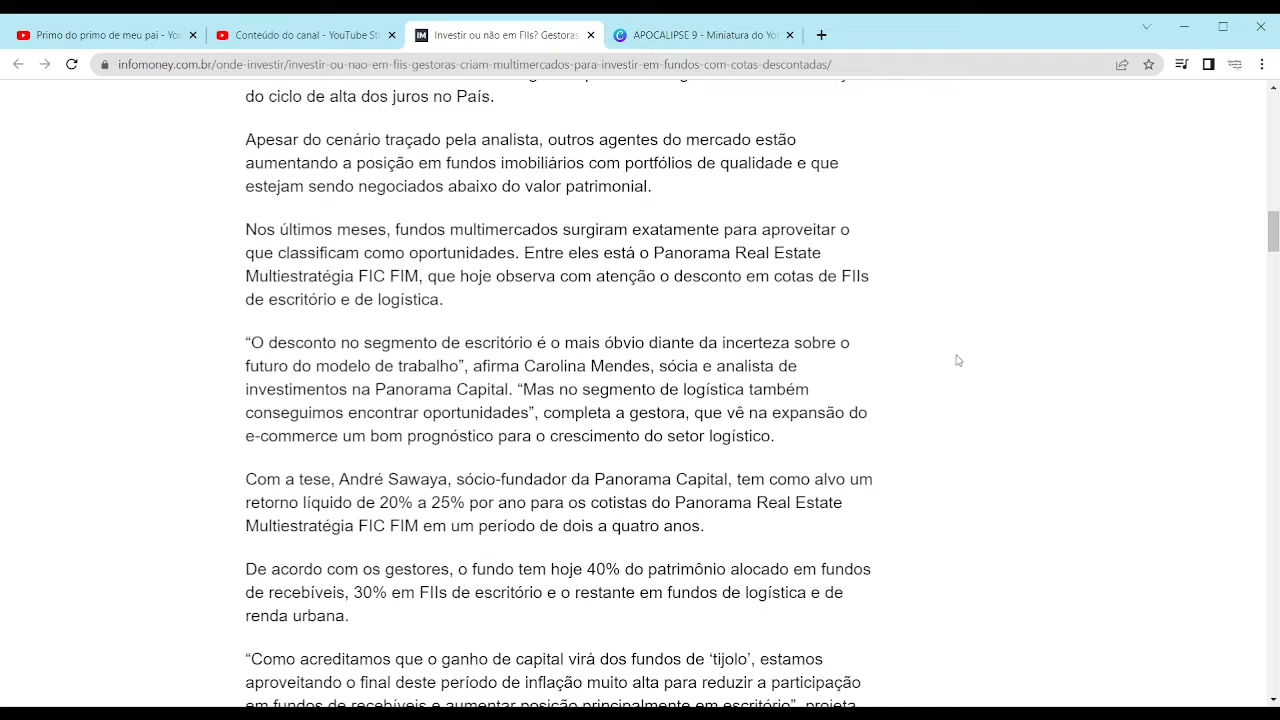 Primo do primo de meu pai - You
Conteúdo do canal - YouTube St
Investir ou não em FIIs? Gestoras
APOCALIPSE 9 - Miniatura do Yo
infomoney.com.br/onde-investir/investir-ou-nao-em-fiis-gestoras-criam-multimercados-para-investir-em-fundos-com-cotas-descontadas/
do ciclo de alta dos juros no País.
Apesar do cenário traçado pela analista, outros agentes do mercado estão
aumentando a posição em fundos imobiliários com portfólios de qualidade e que
estejam sendo negociados abaixo do valor patrimonial.
Nos últimos meses, fundos multimercados surgiram exatamente para aproveitar o
que classificam como oportunidades. Entre eles está o Panorama Real Estate
Multiestratégia FIC FIM, que hoje observa com atenção o desconto em cotas de FIIs
de escritório e de logística.
“O desconto no segmento de escritório é o mais óbvio diante da incerteza sobre o
futuro do modelo de trabalho”, afirma Carolina Mendes, sócia e analista de
investimentos na Panorama Capital. “Mas no segmento de logística também
conseguimos encontrar oportunidades”, completa a gestora, que vê na expansão do
e-commerce um bom prognóstico para o crescimento do setor logístico.
Com a tese, André Sawaya, sócio-fundador da Panorama Capital, tem como alvo um
retorno líquido de 20% a 25% por ano para os cotistas do Panorama Real Estate
Multiestratégia FIC FIM em um período de dois a quatro anos.
De acordo com os gestores, o fundo tem hoje 40% do patrimônio alocado em fundos
de recebíveis, 30% em FIIs de escritório e o restante em fundos de logística e de
renda urbana.
“Como acreditamos que o ganho de capital virá dos fundos de ‘tijolo’, estamos
aproveitando o final deste período de inflação muito alta para reduzir a participação
em fundos de recebíveis e aumentar posição principalmente em escritório”, projeta